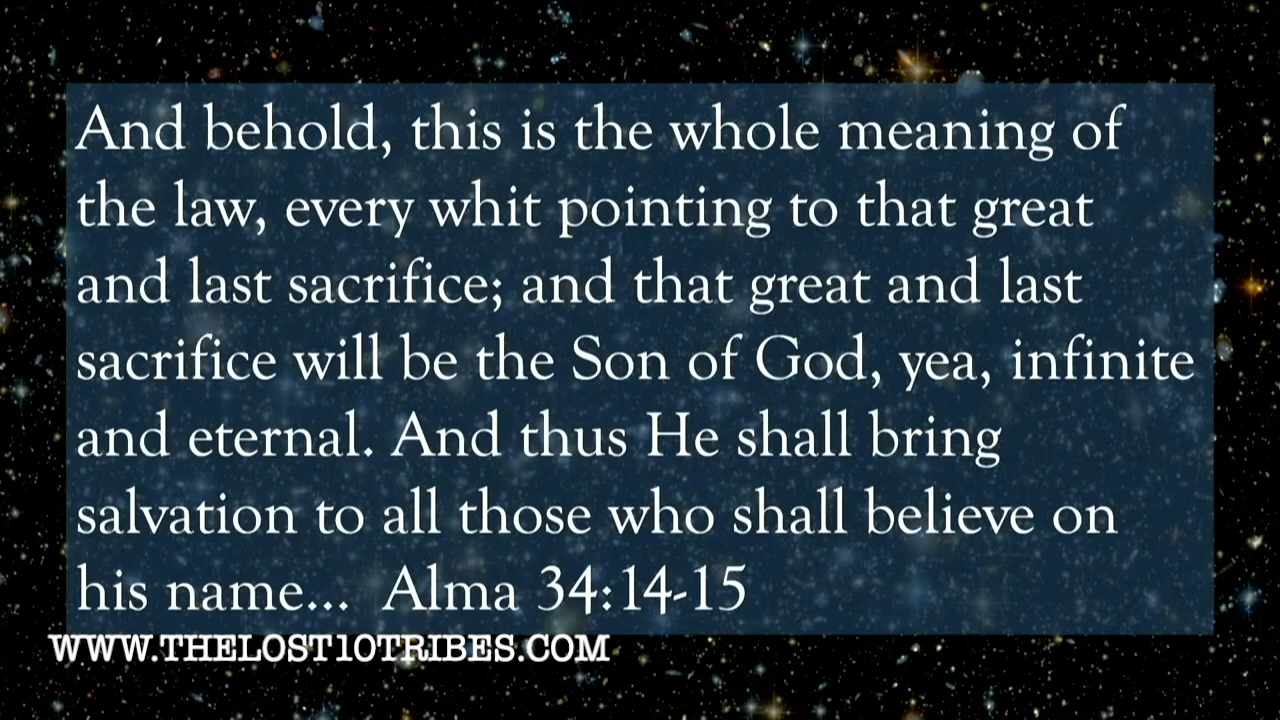 And behold, this is the whole meaning of
the law, every whit pointing to that great
and last sacrifice; and that great and last
sacrifice will be the Son of God, yea, infinite
and eternal. And thus He shall bring
salvation to all those who shall believe on
his name... Alma 34:14-15
WWW.THELOST10TRIBES.COM